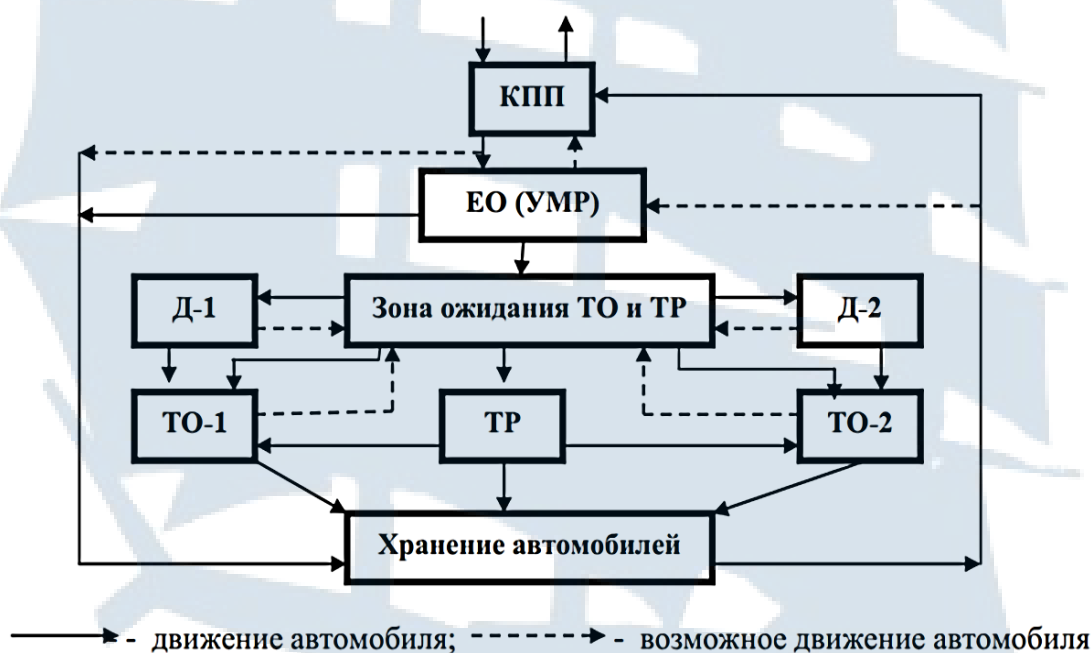 КПП
ЕО (УМР)
Д-1
Зона ожидания ТО и ТР
Д-2
ТО-1
ТР
ТО-2
Хранение автомобилей
- движение автомобиля; - возможное движение автомобиля